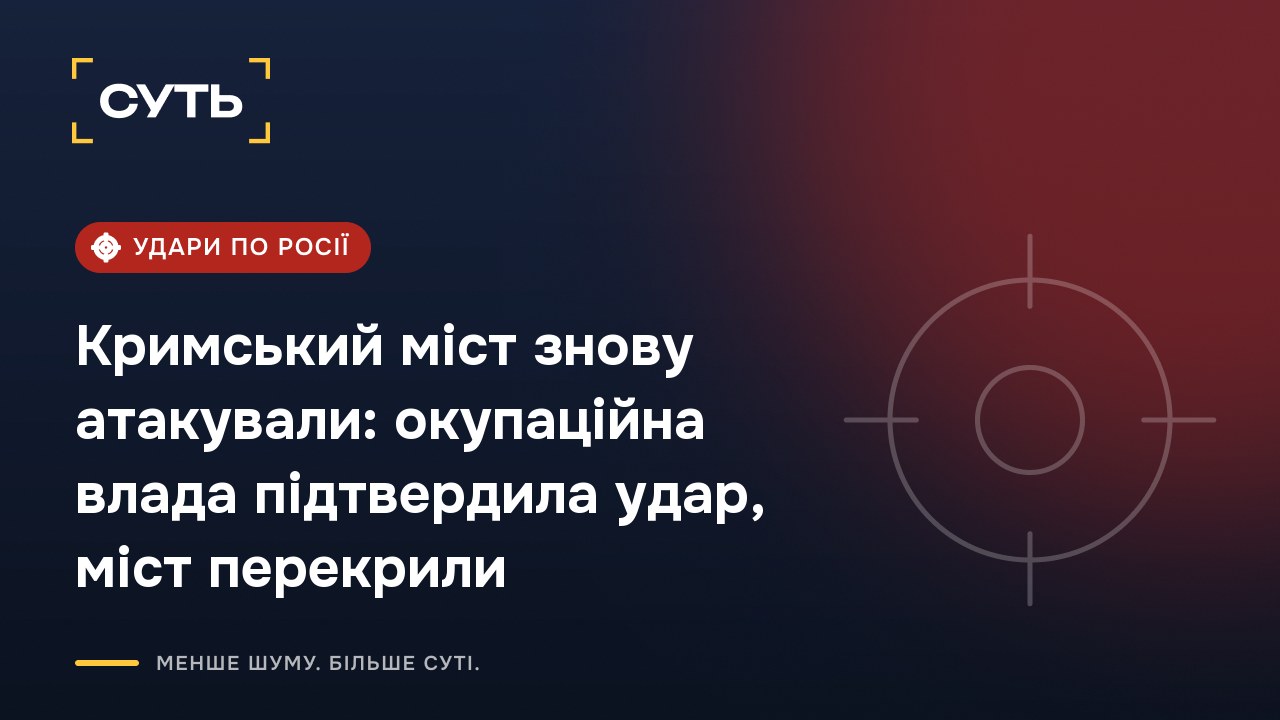 СУТЬ
УДАРИ ПО РОСІЇ
Кримський міст знову
атакували: окупаційна
влада підтвердила удар,
міст перекрили
МЕНШЕ ШУМУ. БІЛЬШЕ СУТІ.